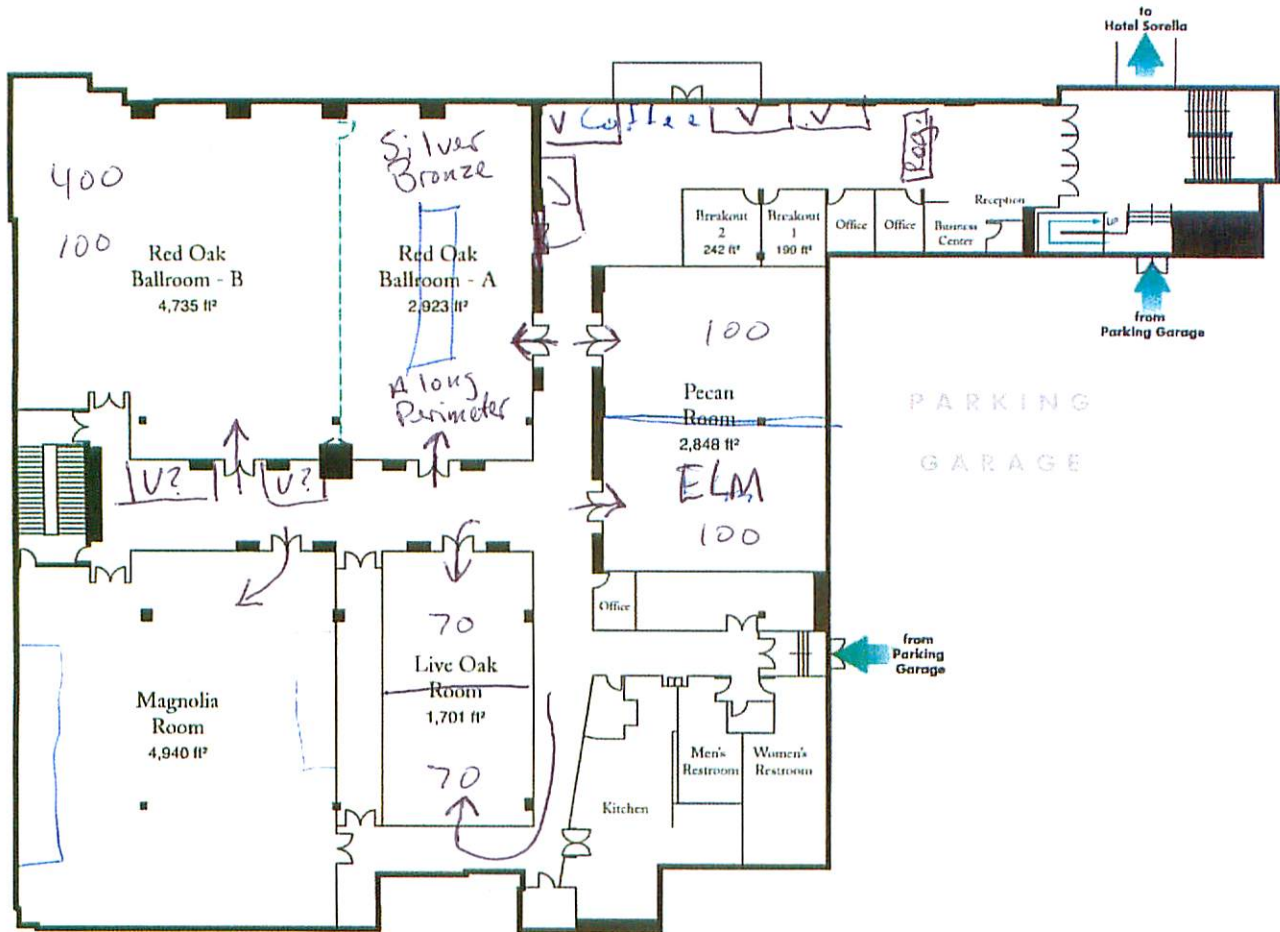 to
Hotel Sorella
V Coffee V V
V
Regi
400
100
Silver
Bronze
Red Oak
Ballroom - B
4,735 ft²
Red Oak
Ballroom - A
2,923 ft²
Along
Perimeter
Breakout
2
242 ft²
Breakout
1
199 ft²
Office
Office
Business
Center
Reception
UP
from
Parking Garage
100
Pecan
Room
2,848 ft²
ELM
100
PARKING
GARAGE
V?
V?
Office
from
Parking
Garage
70
Live Oak
Room
1,701 ft²
70
Magnolia
Room
4,940 ft²
Kitchen
Men's
Restroom
Women's
Restroom